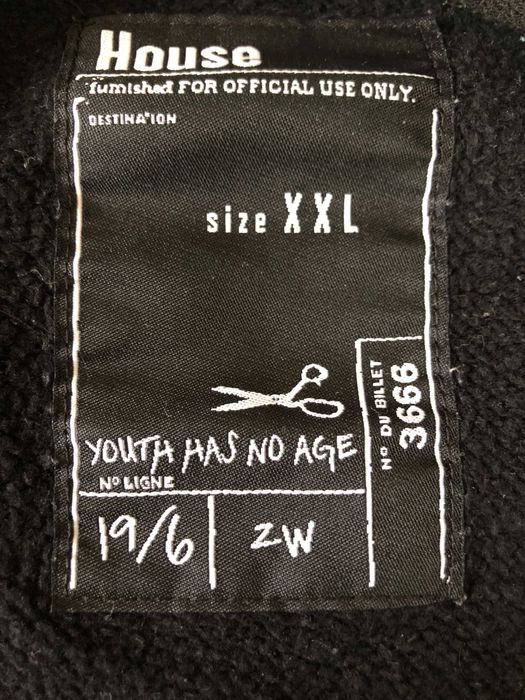 House
furnished FOR OFFICIAL USE ONLY.
DESTINATION
size XXL
YOUTH HAS NO AGE
Nº LIGNE
19/6
ZW
Nº DU BILLET
3666